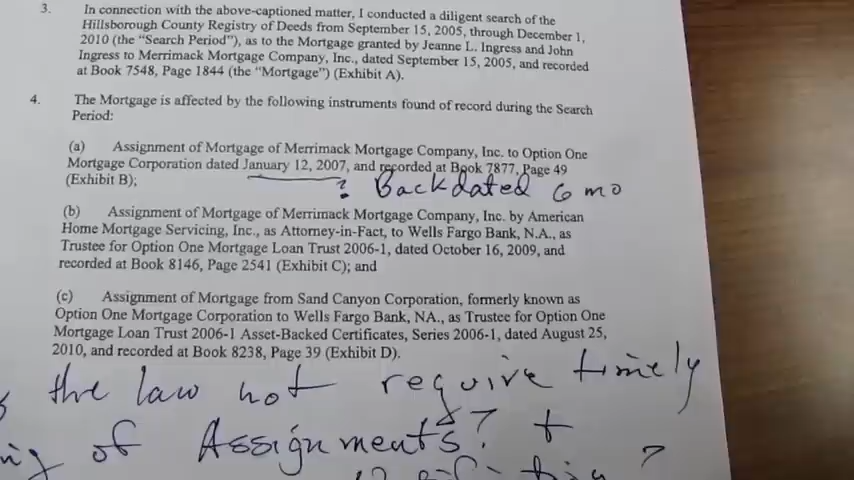 3. In connection with the above-captioned matter, I conducted a diligent search of the
Hillsborough County Registry of Deeds from September 15, 2005, through December 1,
2010 (the "Search Period"), as to the Mortgage granted by Jeanne L. Ingress and John
Ingress to Merrimack Mortgage Company, Inc., dated September 15, 2005, and recorded
at Book 7548, Page 1844 (the "Mortgage") (Exhibit A).
4. The Mortgage is affected by the following instruments found of record during the Search
Period:
(a) Assignment of Mortgage of Merrimack Mortgage Company, Inc. to Option One
Mortgage Corporation dated January 12, 2007, and recorded at Book 7877, Page 49
(Exhibit B);
? Backdated 6 mo
(b) Assignment of Mortgage of Merrimack Mortgage Company, Inc. by American
Home Mortgage Servicing, Inc., as Attorney-in-Fact, to Wells Fargo Bank, N.A., as
Trustee for Option One Mortgage Loan Trust 2006-1, dated October 16, 2009, and
recorded at Book 8146, Page 2541 (Exhibit C); and
(c) Assignment of Mortgage from Sand Canyon Corporation, formerly known as
Option One Mortgage Corporation to Wells Fargo Bank, NA., as Trustee for Option One
Mortgage Loan Trust 2006-1 Asset-Backed Certificates, Series 2006-1, dated August 25,
2010, and recorded at Book 8238, Page 39 (Exhibit D).
the law not require timely
of Assignments? +
?